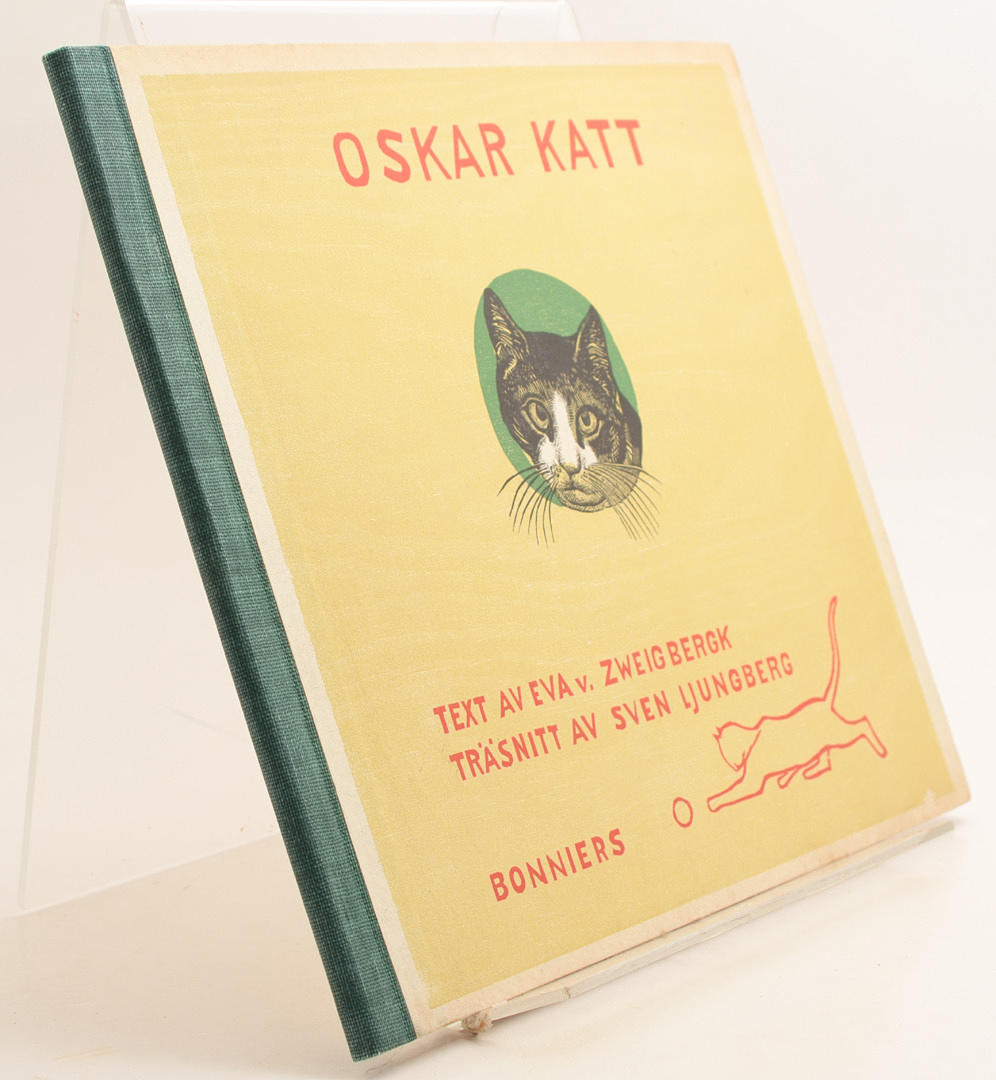 OSKAR KATT
TEXT AV EVA v. ZWEIGBERGK
TRÄSNITT AV SVEN LJUNGBERG
BONNIERS